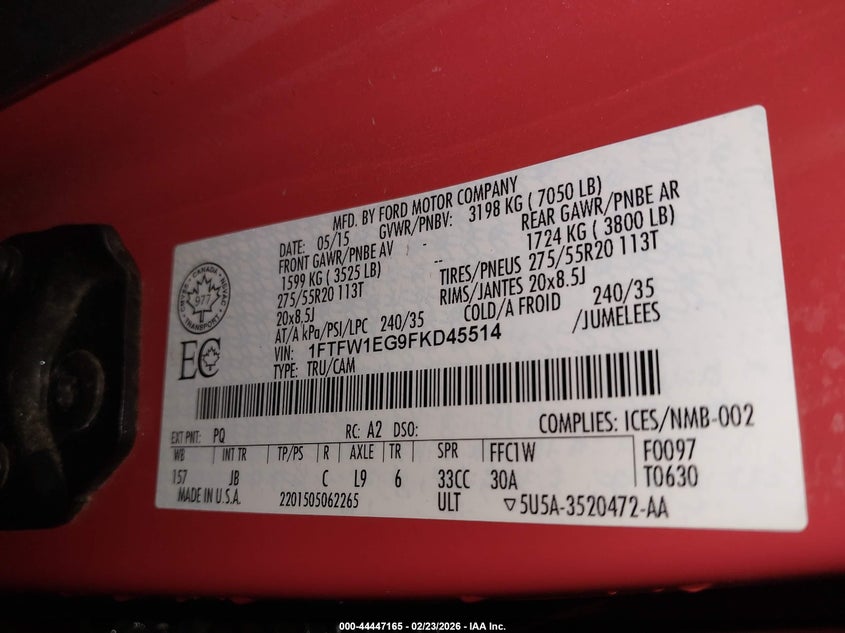 MFD. BY FORD MOTOR COMPANY
DATE: 05/15 GVWR/PNBV: 3198 KG ( 7050 LB)
FRONT GAWR/PNBE AV - REAR GAWR/PNBE AR
1599 KG ( 3525 LB) -- 1724 KG ( 3800 LB)
275/55R20 113T TIRES/PNEUS 275/55R20 113T
20x8.5J RIMS/JANTES 20x8.5J
AT/A kPa/PSI/LPC 240/35 COLD/A FROID 240/35
VIN: 1FTFW1EG9FKD45514 /JUMELEES
TYPE: TRU/CAM
CANADA
977
TRANSPORT
EC
EXT PNT: PQ RC: A2 DSO: COMPLIES: ICES/NMB-002
WB INT TR TP/PS R AXLE TR SPR FFC1W F0097
157 JB C L9 6 33CC 30A T0630
MADE IN U.S.A. 2201505062265 ULT ▽5U5A-3520472-AA
000-44447165 - 02/23/2026 - IAA Inc.